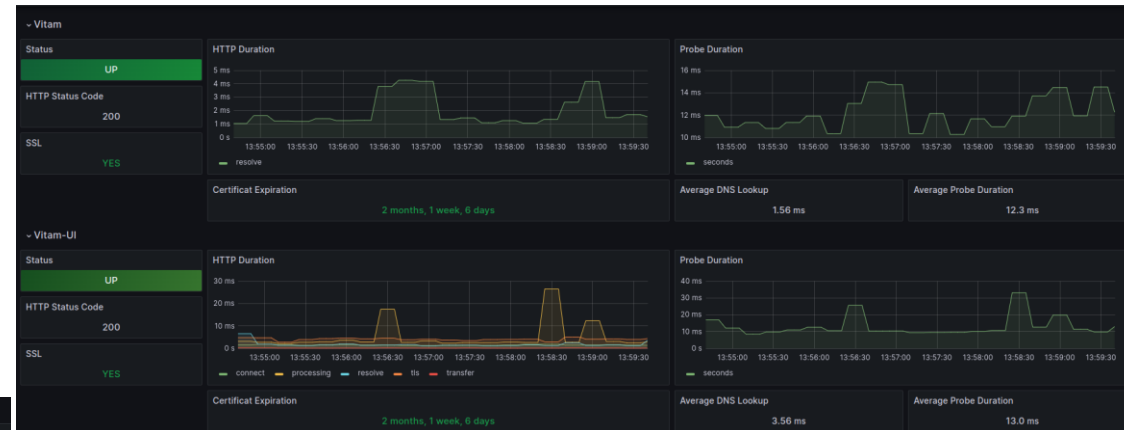 Vitam
Status
UP
HTTP Status Code
200
SSL
YES
HTTP Duration
5 ms
4 ms
3 ms
2 ms
1 ms
0 s
13:55:00 13:55:30 13:56:00 13:56:30 13:57:00 13:57:30 13:58:00 13:58:30 13:59:00 13:59:30
resolve
Probe Duration
16 ms
14 ms
12 ms
10 ms
13:55:00 13:55:30 13:56:00 13:56:30 13:57:00 13:57:30 13:58:00 13:58:30 13:59:00 13:59:30
seconds
Certificat Expiration
2 months, 1 week, 6 days
Average DNS Lookup
1.56 ms
Average Probe Duration
12.3 ms
Vitam-UI
Status
UP
HTTP Status Code
200
SSL
YES
HTTP Duration
30 ms
20 ms
10 ms
0 s
13:55:00 13:55:30 13:56:00 13:56:30 13:57:00 13:57:30 13:58:00 13:58:30 13:59:00 13:59:30
connect processing resolve tls transfer
Probe Duration
40 ms
30 ms
20 ms
10 ms
0 s
13:55:00 13:55:30 13:56:00 13:56:30 13:57:00 13:57:30 13:58:00 13:58:30 13:59:00 13:59:30
seconds
Certificat Expiration
2 months, 1 week, 6 days
Average DNS Lookup
3.56 ms
Average Probe Duration
13.0 ms